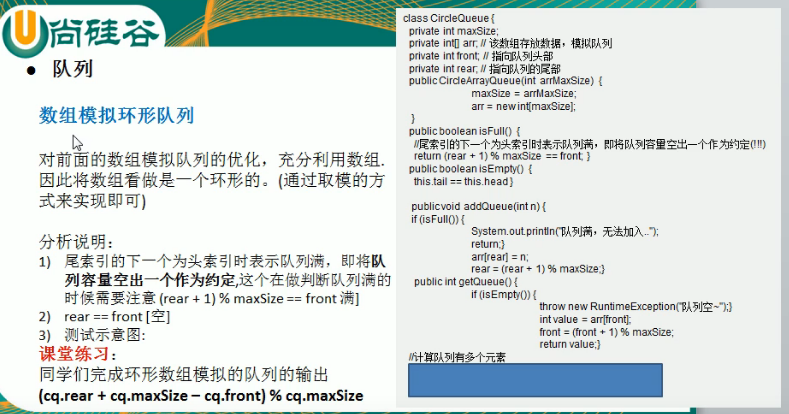 尚硅谷
● 队列
数组模拟环形队列
对前面的数组模拟队列的优化，充分利用数组.
因此将数组看做是一个环形的。(通过取模的方
式来实现即可)
分析说明：
1) 尾索引的下一个为头索引时表示队列满，即将队
列容量空出一个作为约定,这个在做判断队列满的
时候需要注意 (rear + 1) % maxSize == front 满]
2) rear == front [空]
3) 测试示意图:
课堂练习：
同学们完成环形数组模拟的队列的输出
(cq.rear + cq.maxSize – cq.front) % cq.maxSize
class CircleQueue {
private int maxSize;
private int[] arr; // 该数组存放数据，模拟队列
private int front; // 指向队列头部
private int rear; // 指向队列的尾部
public CircleArrayQueue(int arrMaxSize) {
maxSize = arrMaxSize;
arr = new int[maxSize];
}
public boolean isFull() {
//尾索引的下一个为头索引时表示队列满，即将队列容量空出一个作为约定(!!!)
return (rear + 1) % maxSize == front; }
public boolean isEmpty() {
this.tail == this.head }
public void addQueue(int n) {
if (isFull()) {
System.out.println("队列满，无法加入..");
return;}
arr[rear] = n;
rear = (rear + 1) % maxSize;}
public int getQueue() {
if (isEmpty()) {
throw new RuntimeException("队列空~");}
int value = arr[front];
front = (front + 1) % maxSize;
return value;}
//计算队列有多个元素